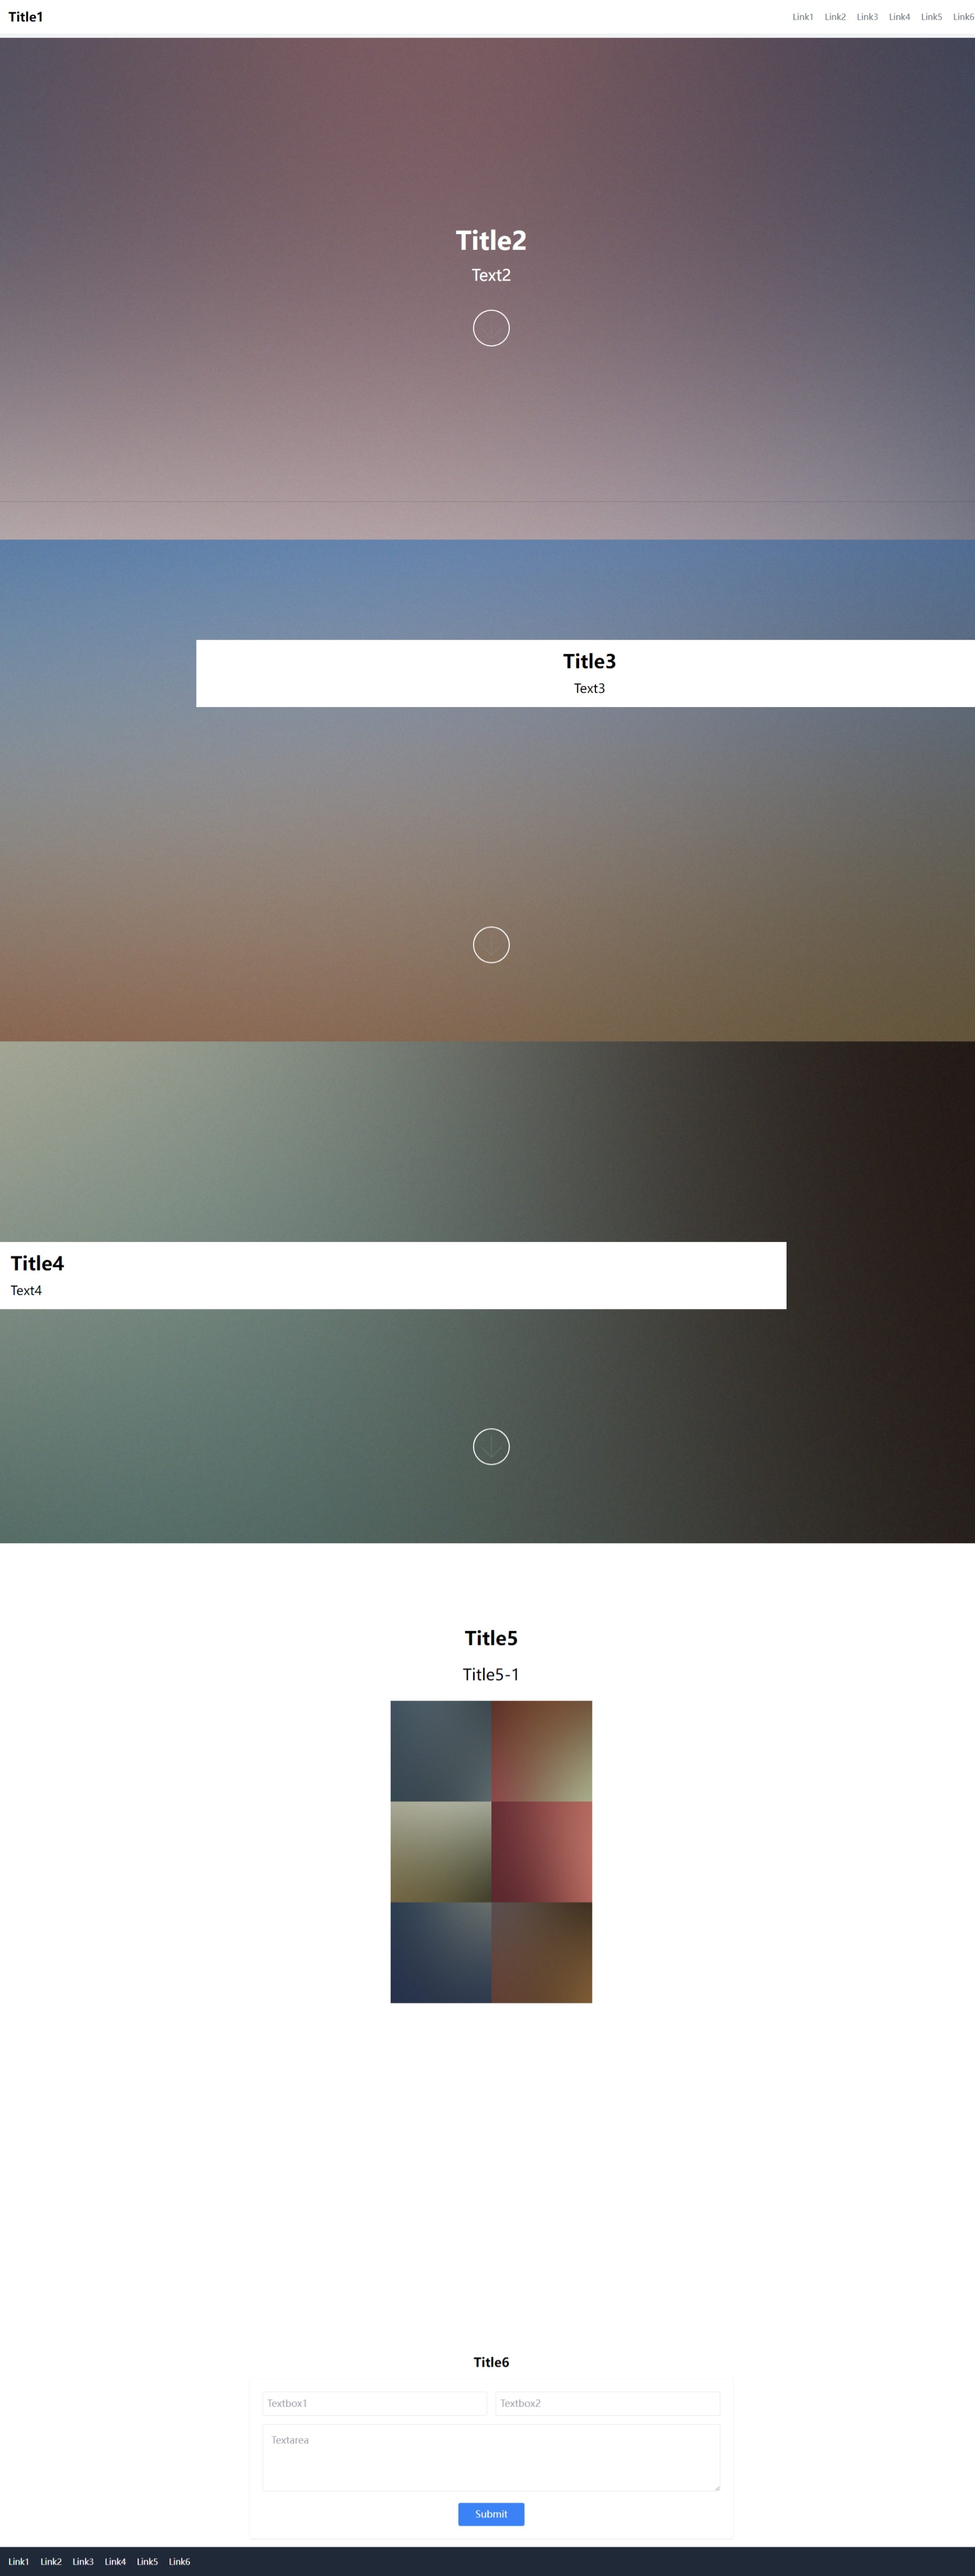 Title1
Link1 Link2 Link3 Link4 Link5 Link6
Title2
Text2
Title3
Text3
Title4
Text4
Title5
Title5-1
Title6
Textbox1 Textbox2
Textarea
Submit
Link1 Link2 Link3 Link4 Link5 Link6